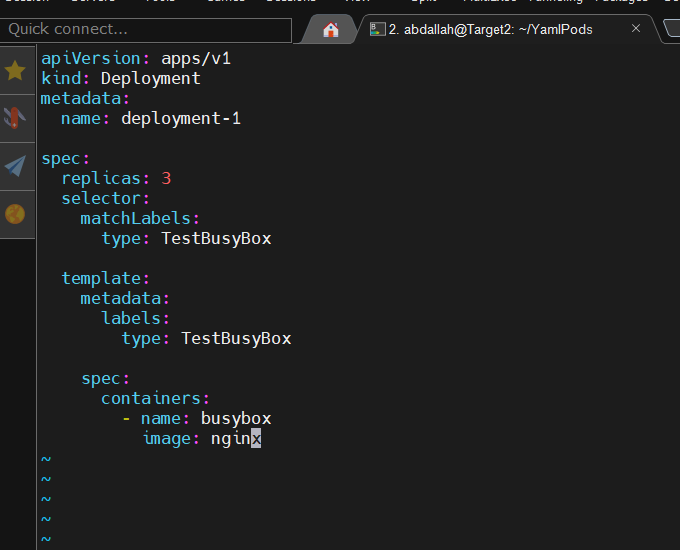 Quick connect...
2. abdallah@Target2: ~/YamlPods
apiVersion: apps/v1
kind: Deployment
metadata:
  name: deployment-1
spec:
  replicas: 3
  selector:
    matchLabels:
      type: TestBusyBox
  template:
    metadata:
      labels:
        type: TestBusyBox
    spec:
      containers:
        - name: busybox
          image: nginx
~
~
~
~
~